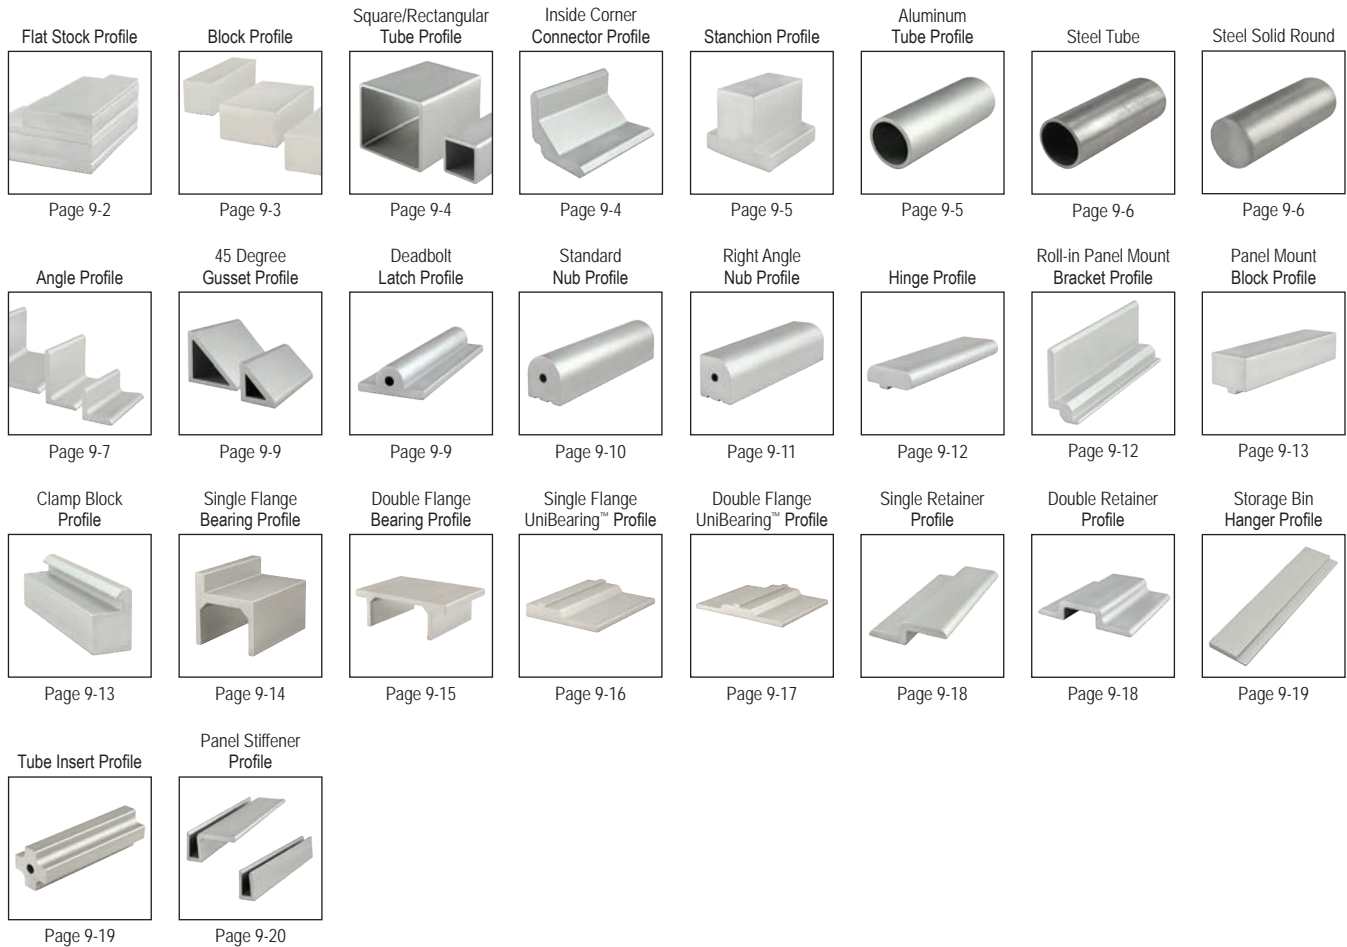 Flat Stock Profile
Block Profile
Square/Rectangular
Tube Profile
Inside Corner
Connector Profile
Stanchion Profile
Aluminum
Tube Profile
Steel Tube
Steel Solid Round
Page 9-2
Page 9-3
Page 9-4
Page 9-4
Page 9-5
Page 9-5
Page 9-6
Page 9-6
Angle Profile
45 Degree
Gusset Profile
Deadbolt
Latch Profile
Standard
Nub Profile
Right Angle
Nub Profile
Hinge Profile
Roll-in Panel Mount
Bracket Profile
Panel Mount
Block Profile
Page 9-7
Page 9-9
Page 9-9
Page 9-10
Page 9-11
Page 9-12
Page 9-12
Page 9-13
Clamp Block
Profile
Single Flange
Bearing Profile
Double Flange
Bearing Profile
Single Flange
UniBearing™ Profile
Double Flange
UniBearing™ Profile
Single Retainer
Profile
Double Retainer
Profile
Storage Bin
Hanger Profile
Page 9-13
Page 9-14
Page 9-15
Page 9-16
Page 9-17
Page 9-18
Page 9-18
Page 9-19
Tube Insert Profile
Panel Stiffener
Profile
Page 9-19
Page 9-20